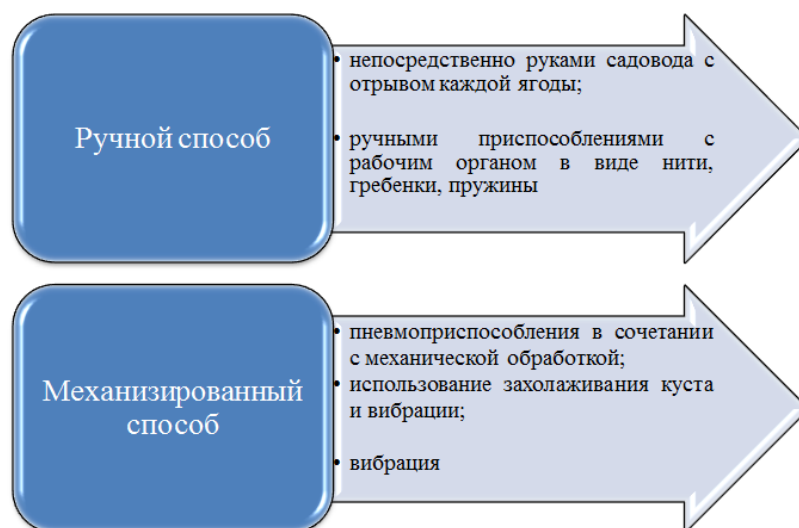 Ручной способ
• непосредственно руками садовода с
отрывом каждой ягоды;
• ручными приспособлениями с
рабочим органом в виде нити,
гребенки, пружины
Механизированный
способ
• пневмоприспособления в сочетании
с механической обработкой;
• использование захолаживания куста
и вибрации;
• вибрация